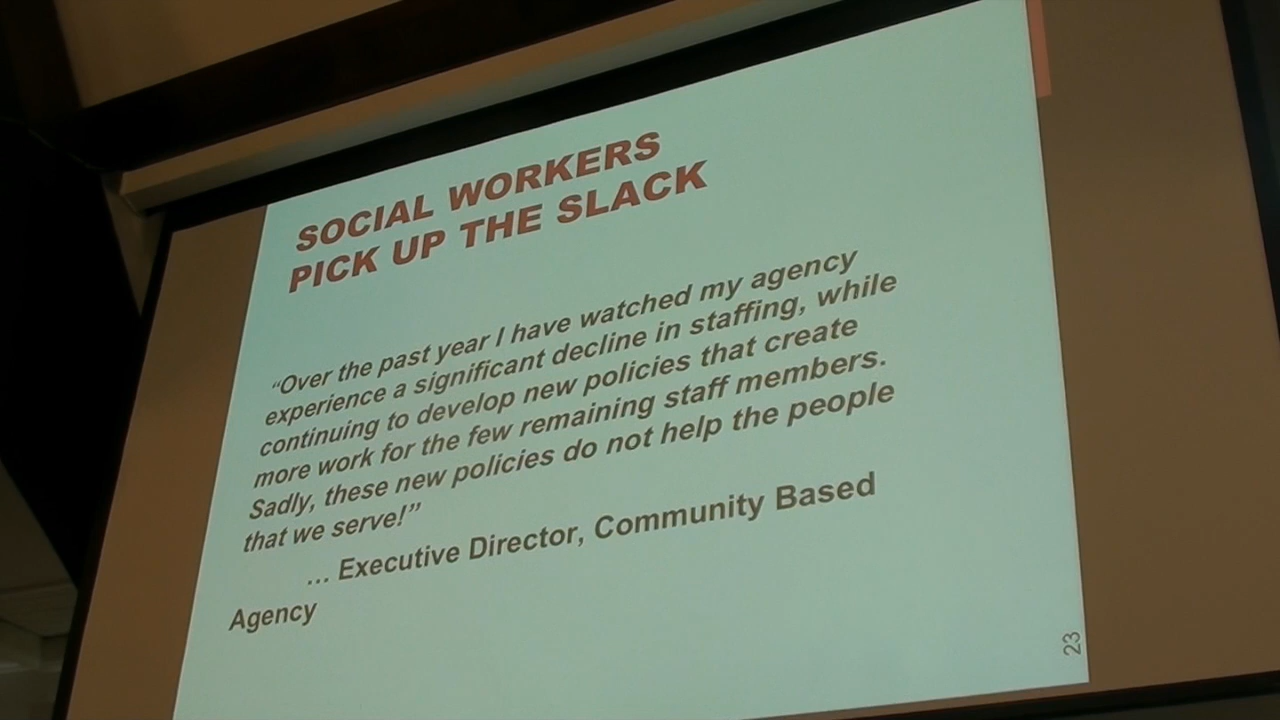 SOCIAL WORKERS
PICK UP THE SLACK
“Over the past year I have watched my agency
experience a significant decline in staffing, while
continuing to develop new policies that create
more work for the few remaining staff members.
Sadly, these new policies do not help the people
that we serve!”
... Executive Director, Community Based
Agency
23